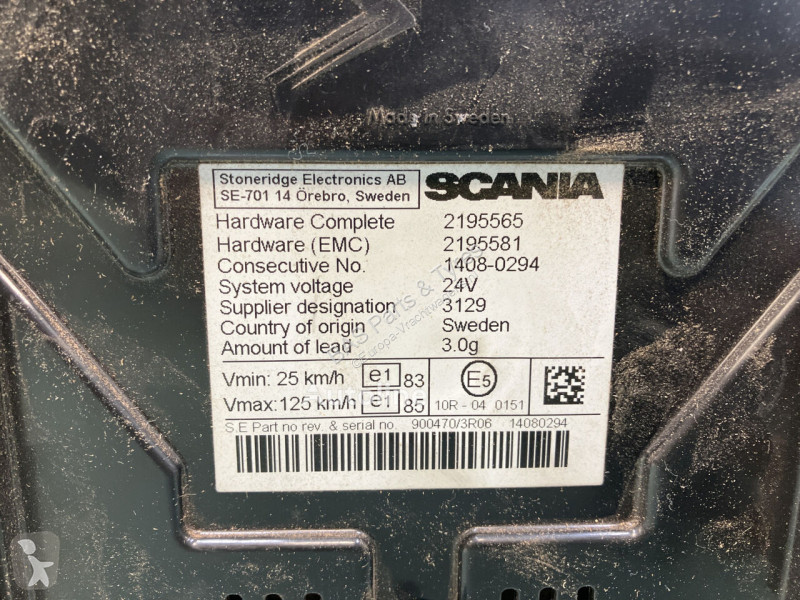 Made in Sweden
Stoneridge Electronics AB
SE-701 14 Örebro, Sweden
SCANIA
Hardware Complete 2195565
Hardware (EMC) 2195581
Consecutive No. 1408-0294
System voltage 24V
Supplier designation 3129
Country of origin Sweden
Amount of lead 3.0g
Vmin: 25 km/h e1 83
Vmax: 125 km/h e1 85
E5
10R - 04 0151
S.E Part no rev. & serial no. 900470/3R06 14080294